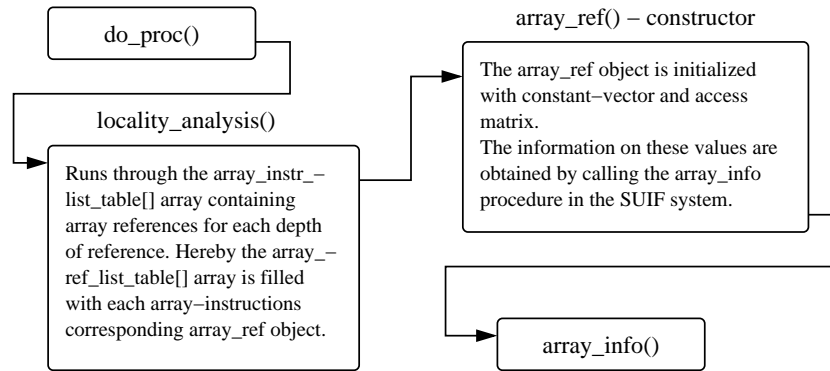 do_proc()
locality_analysis()
Runs through the array_instr_−
list_table[] array containing
array references for each depth
of reference. Hereby the array_−
ref_list_table[] array is filled
with each array−instructions
corresponding array_ref object.
array_ref() − constructor
The array_ref object is initialized
with constant−vector and access
matrix.
The information on these values are
obtained by calling the array_info
procedure in the SUIF system.
array_info()